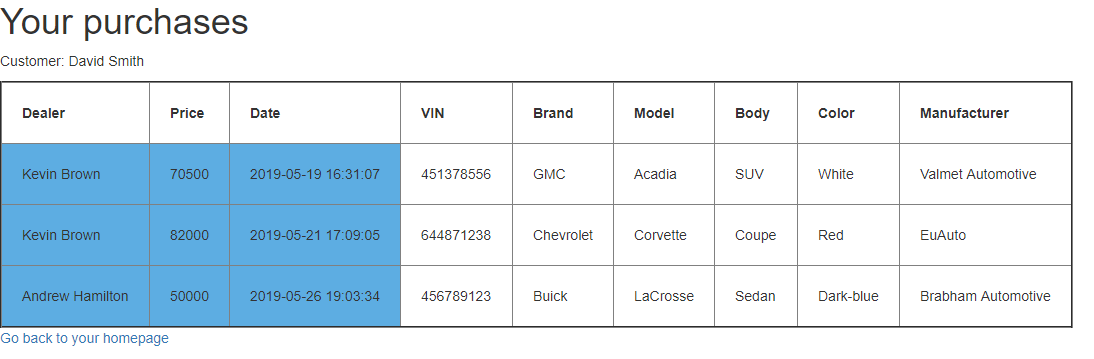 Your purchases
Customer: David Smith
Dealer Price Date VIN Brand Model Body Color Manufacturer
Kevin Brown 70500 2019-05-19 16:31:07 451378556 GMC Acadia SUV White Valmet Automotive
Kevin Brown 82000 2019-05-21 17:09:05 644871238 Chevrolet Corvette Coupe Red EuAuto
Andrew Hamilton 50000 2019-05-26 19:03:34 456789123 Buick LaCrosse Sedan Dark-blue Brabham Automotive
Go back to your homepage